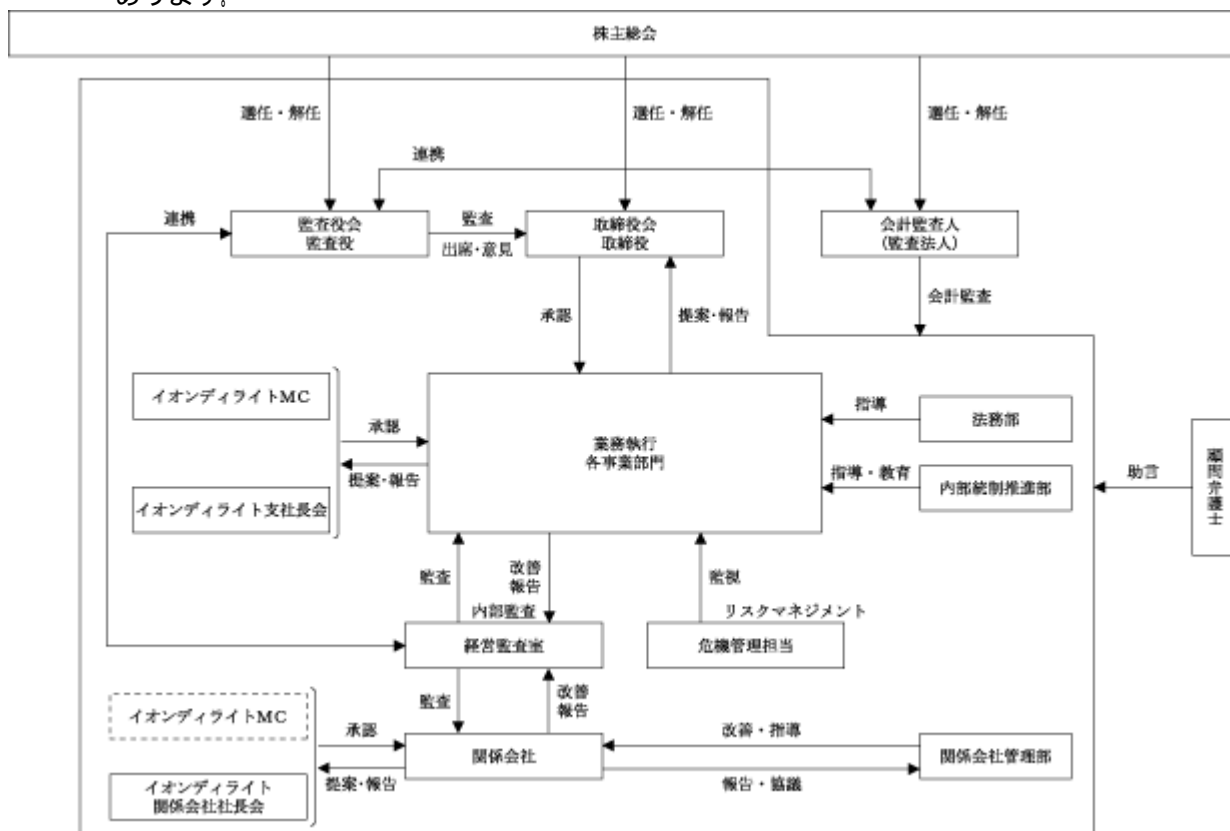 あります。
株主総会
選任・解任
選任・解任
選任・解任
連携
連携
監査役会
監査役
監査
出席・意見
取締役会
取締役
会計監査人
(監査法人)
会計監査
承認
提案・報告
イオンディライトMC
承認
提案・報告
イオンディライト支社長会
業務執行
各事業部門
指導
法務部
指導・教育
内部統制推進部
助言
顧問弁護士
監査
改善
報告
内部監査
監視
リスクマネジメント
経営監査室
危機管理担当
監査
改善
報告
イオンディライトMC
承認
提案・報告
イオンディライト
関係会社社長会
関係会社
改善・指導
報告・協議
関係会社管理部